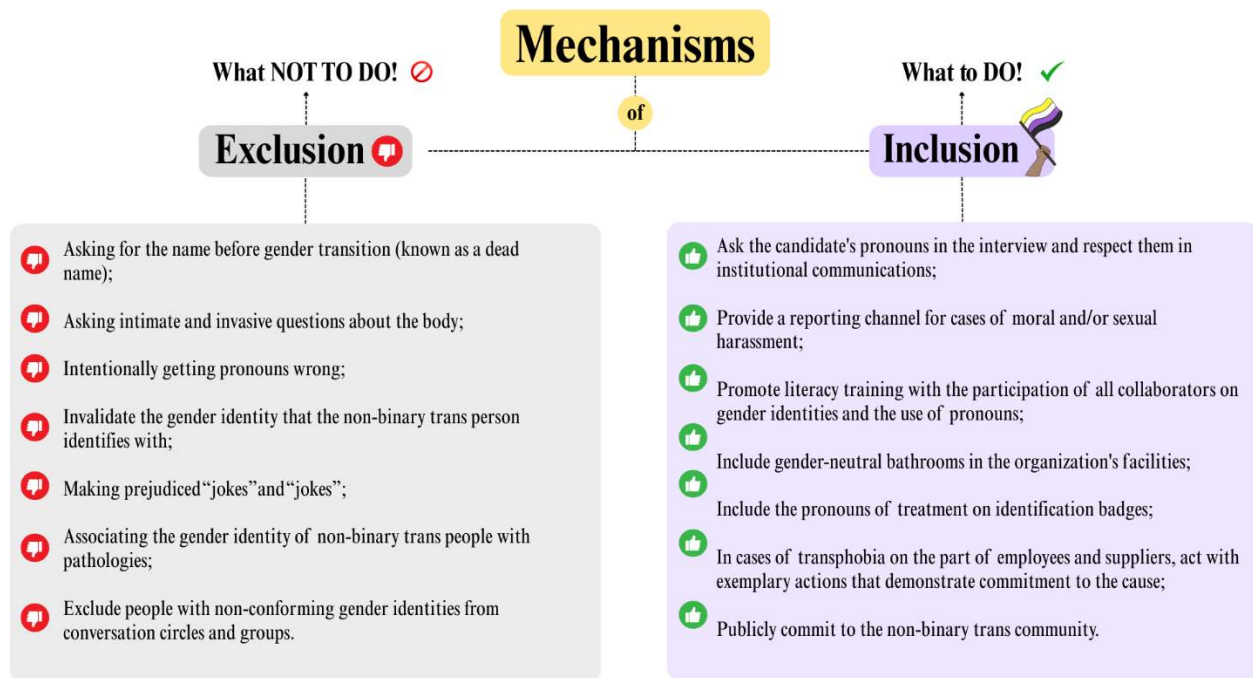 Mechanisms
of
What NOT TO DO!
Exclusion
Asking for the name before gender transition (known as a dead
name);
Asking intimate and invasive questions about the body;
Intentionally getting pronouns wrong;
Invalidate the gender identity that the non-binary trans person
identifies with;
Making prejudiced “jokes” and “jokes”;
Associating the gender identity of non-binary trans people with
pathologies;
Exclude people with non-conforming gender identities from
conversation circles and groups.
What to DO!
Inclusion
Ask the candidate's pronouns in the interview and respect them in
institutional communications;
Provide a reporting channel for cases of moral and/or sexual
harassment;
Promote literacy training with the participation of all collaborators on
gender identities and the use of pronouns;
Include gender-neutral bathrooms in the organization's facilities;
Include the pronouns of treatment on identification badges;
In cases of transphobia on the part of employees and suppliers, act with
exemplary actions that demonstrate commitment to the cause;
Publicly commit to the non-binary trans community.